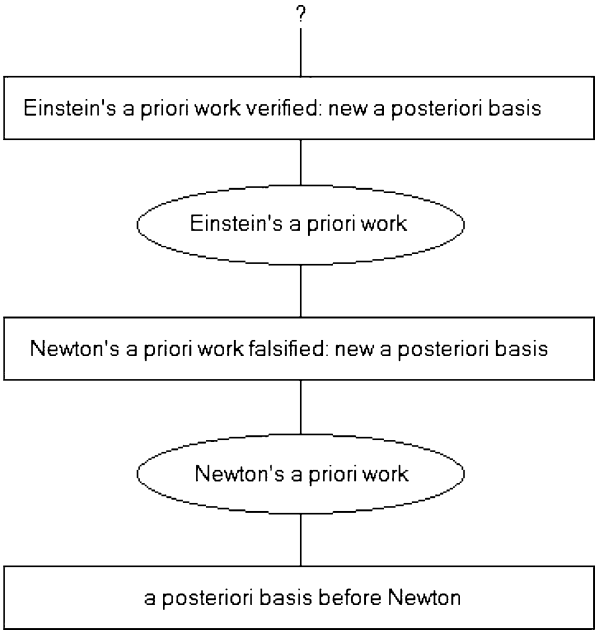 ?
Einstein's a priori work verified: new a posteriori basis
Einstein's a priori work
Newton's a priori work falsified: new a posteriori basis
Newton's a priori work
a posteriori basis before Newton